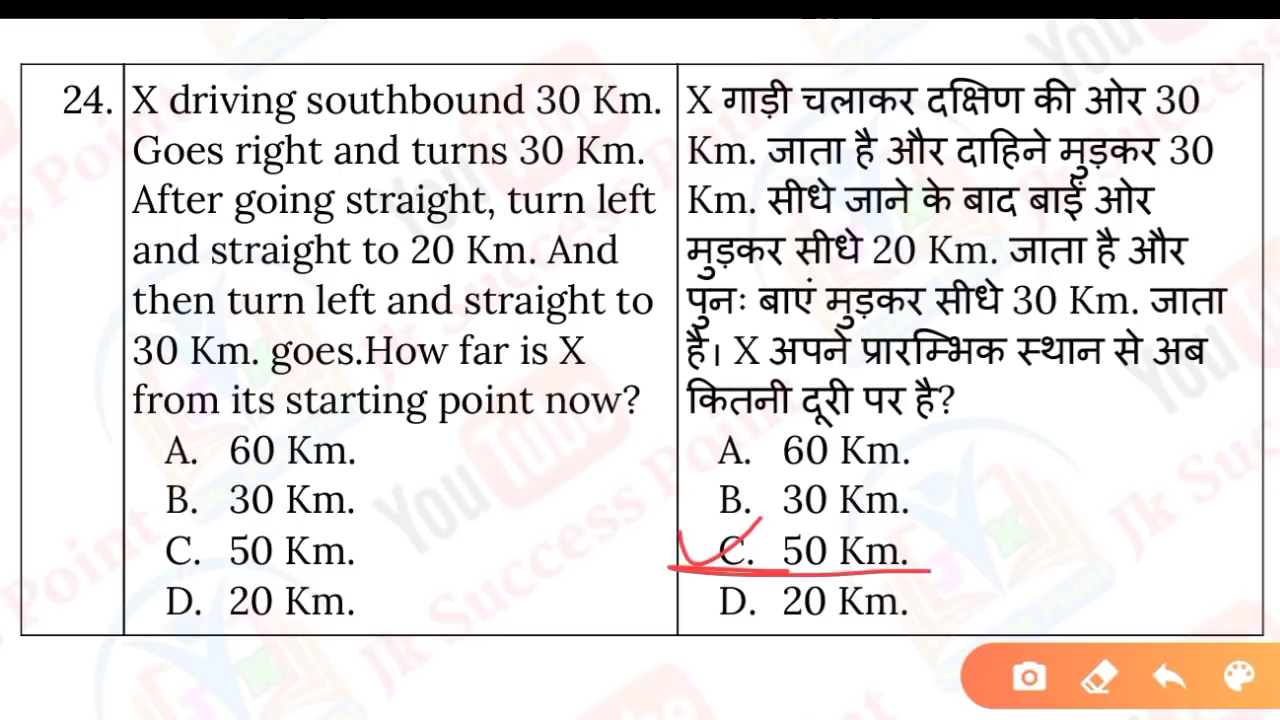 24.
X driving southbound 30 Km.
Goes right and turns 30 Km.
After going straight, turn left
and straight to 20 Km. And
then turn left and straight to
30 Km. goes.How far is X
from its starting point now?
A. 60 Km.
B. 30 Km.
C. 50 Km.
D. 20 Km.
X गाड़ी चलाकर दक्षिण की ओर 30
Km. जाता है और दाहिने मुड़कर 30
Km. सीधे जाने के बाद बाईं ओर
मुड़कर सीधे 20 Km. जाता है और
पुनः बाएं मुड़कर सीधे 30 Km. जाता
है। X अपने प्रारम्भिक स्थान से अब
कितनी दूरी पर है?
A. 60 Km.
B. 30 Km.
C. 50 Km.
D. 20 Km.